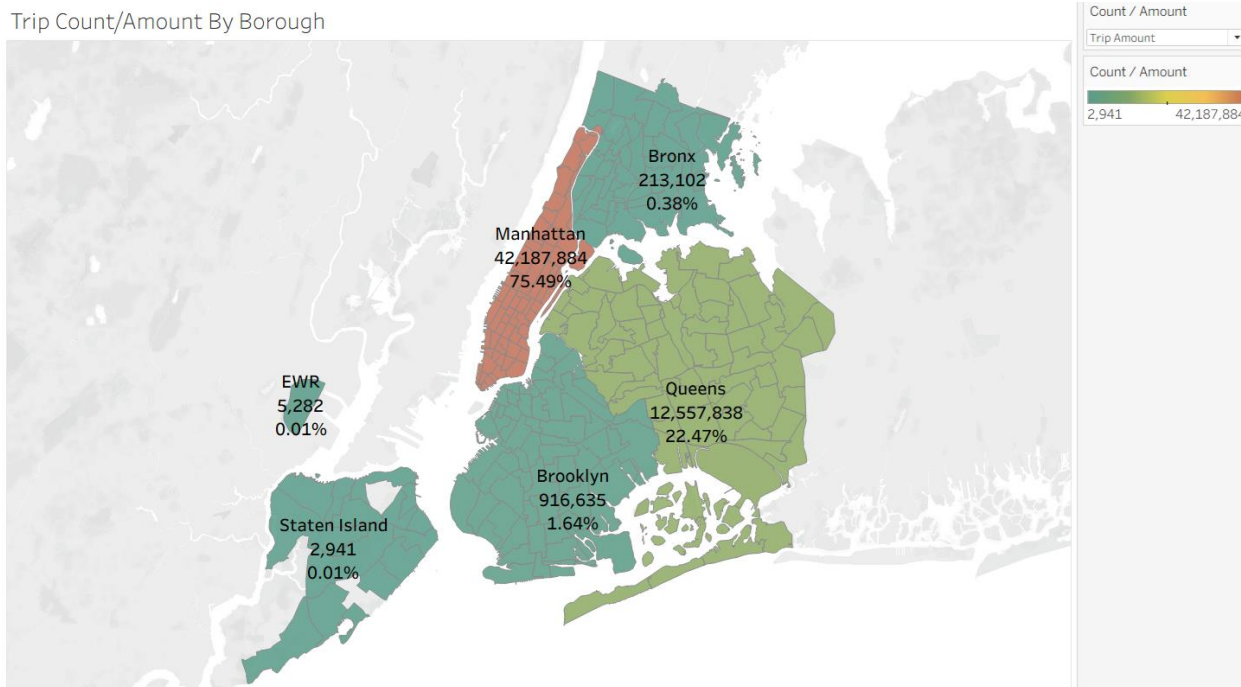 Trip Count/Amount By Borough
Count / Amount
Trip Amount
Count / Amount
2,941 42,187,884
Bronx
213,102
0.38%
Manhattan
42,187,884
75.49%
EWR
5,282
0.01%
Queens
12,557,838
22.47%
Brooklyn
916,635
1.64%
Staten Island
2,941
0.01%